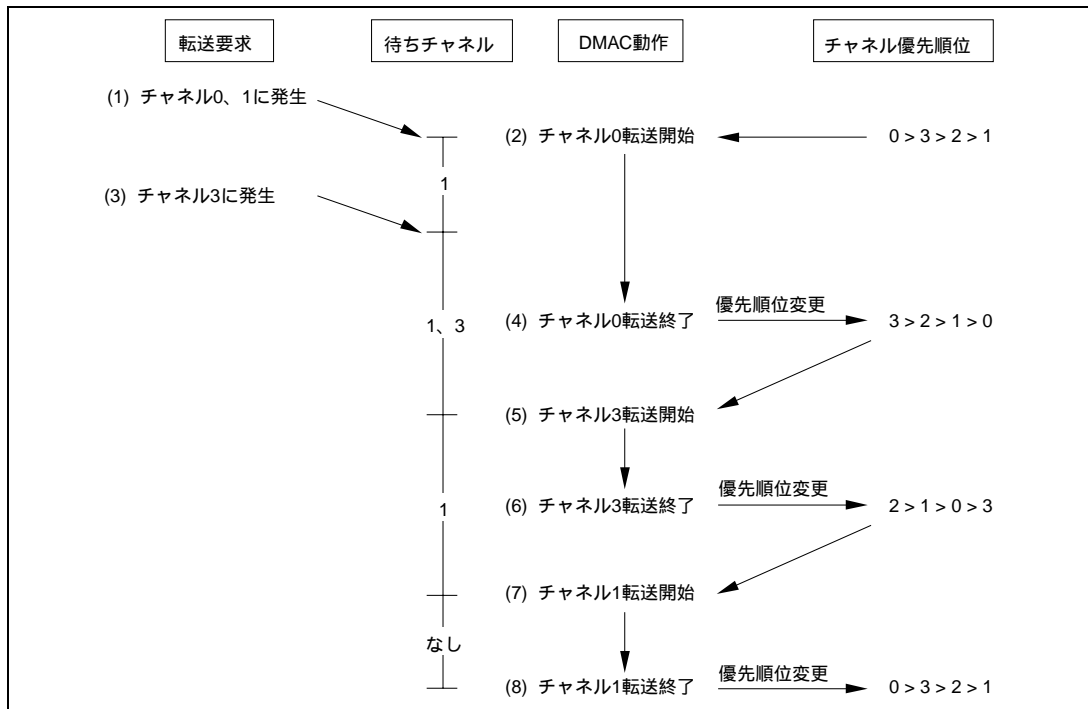 転送要求 待ちチャネル DMAC動作 チャネル優先順位
(1) チャネル0、1に発生
(2) チャネル0転送開始 0 > 3 > 2 > 1
1
(3) チャネル3に発生
1、3 (4) チャネル0転送終了 優先順位変更 3 > 2 > 1 > 0
(5) チャネル3転送開始
1 (6) チャネル3転送終了 優先順位変更 2 > 1 > 0 > 3
(7) チャネル1転送開始
なし
(8) チャネル1転送終了 優先順位変更 0 > 3 > 2 > 1